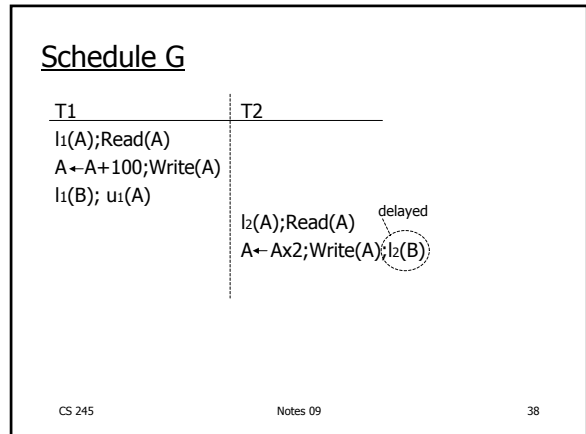 Schedule G
T1 T2
l1(A);Read(A)
A←A+100;Write(A)
l1(B); u1(A)
delayed
l2(A);Read(A)
A←Ax2;Write(A);l2(B)
CS 245 Notes 09 38